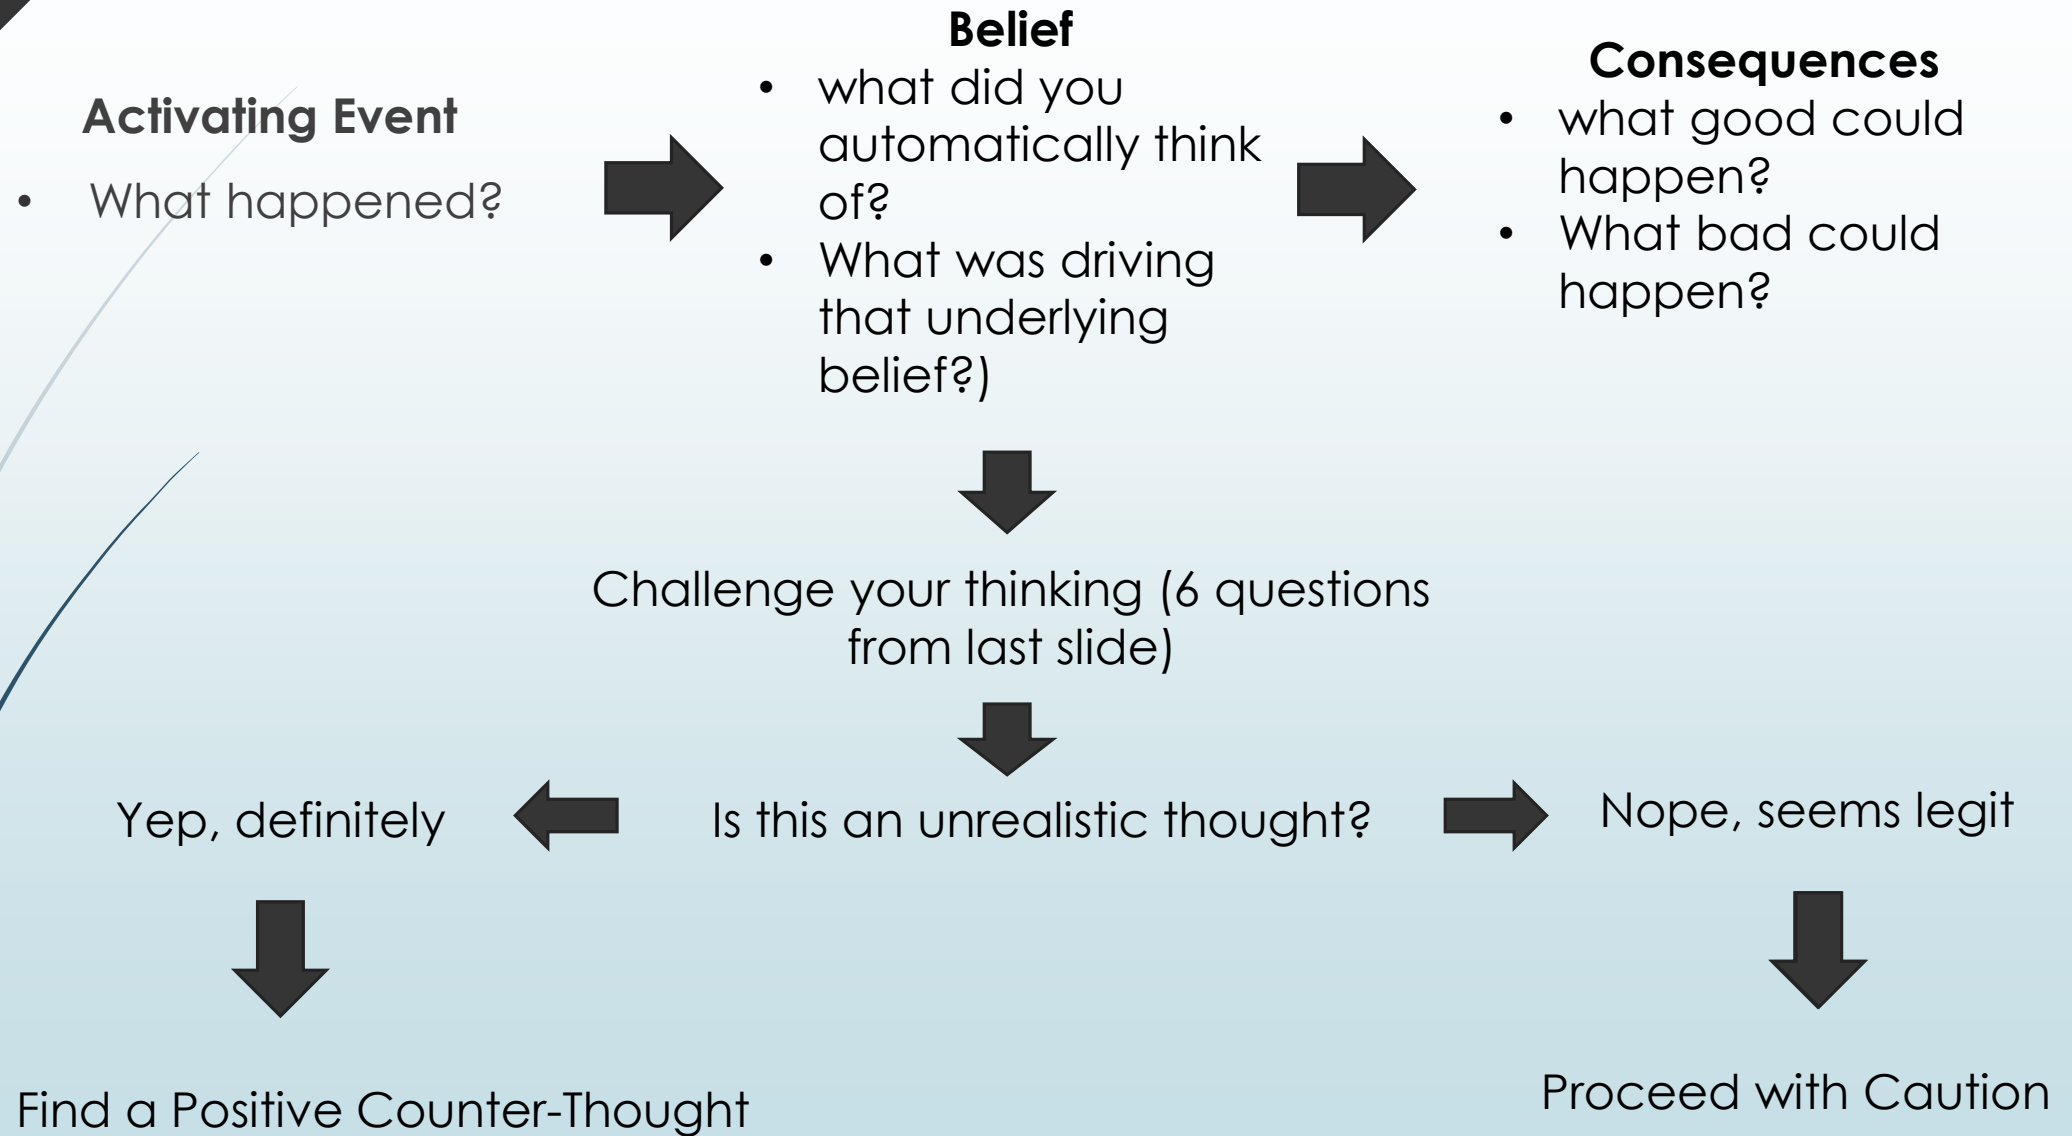 Activating Event
• What happened?
Belief
• what did you
automatically think
of?
• What was driving
that underlying
belief?)
Consequences
• what good could
happen?
• What bad could
happen?
Challenge your thinking (6 questions
from last slide)
Yep, definitely
Is this an unrealistic thought?
Nope, seems legit
Find a Positive Counter-Thought
Proceed with Caution